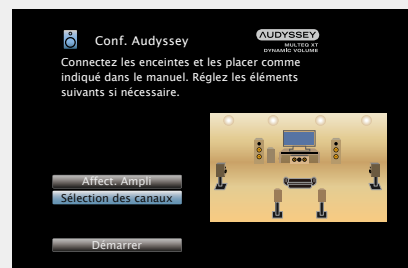 Conf. Audyssey
AUDYSSEY
MULTEQ XT
DYNAMIC VOLUME
Connectez les enceintes et les placer comme
indiqué dans le manuel. Réglez les éléments
suivants si nécessaire.
Affect. Ampli
Sélection des canaux
Démarrer